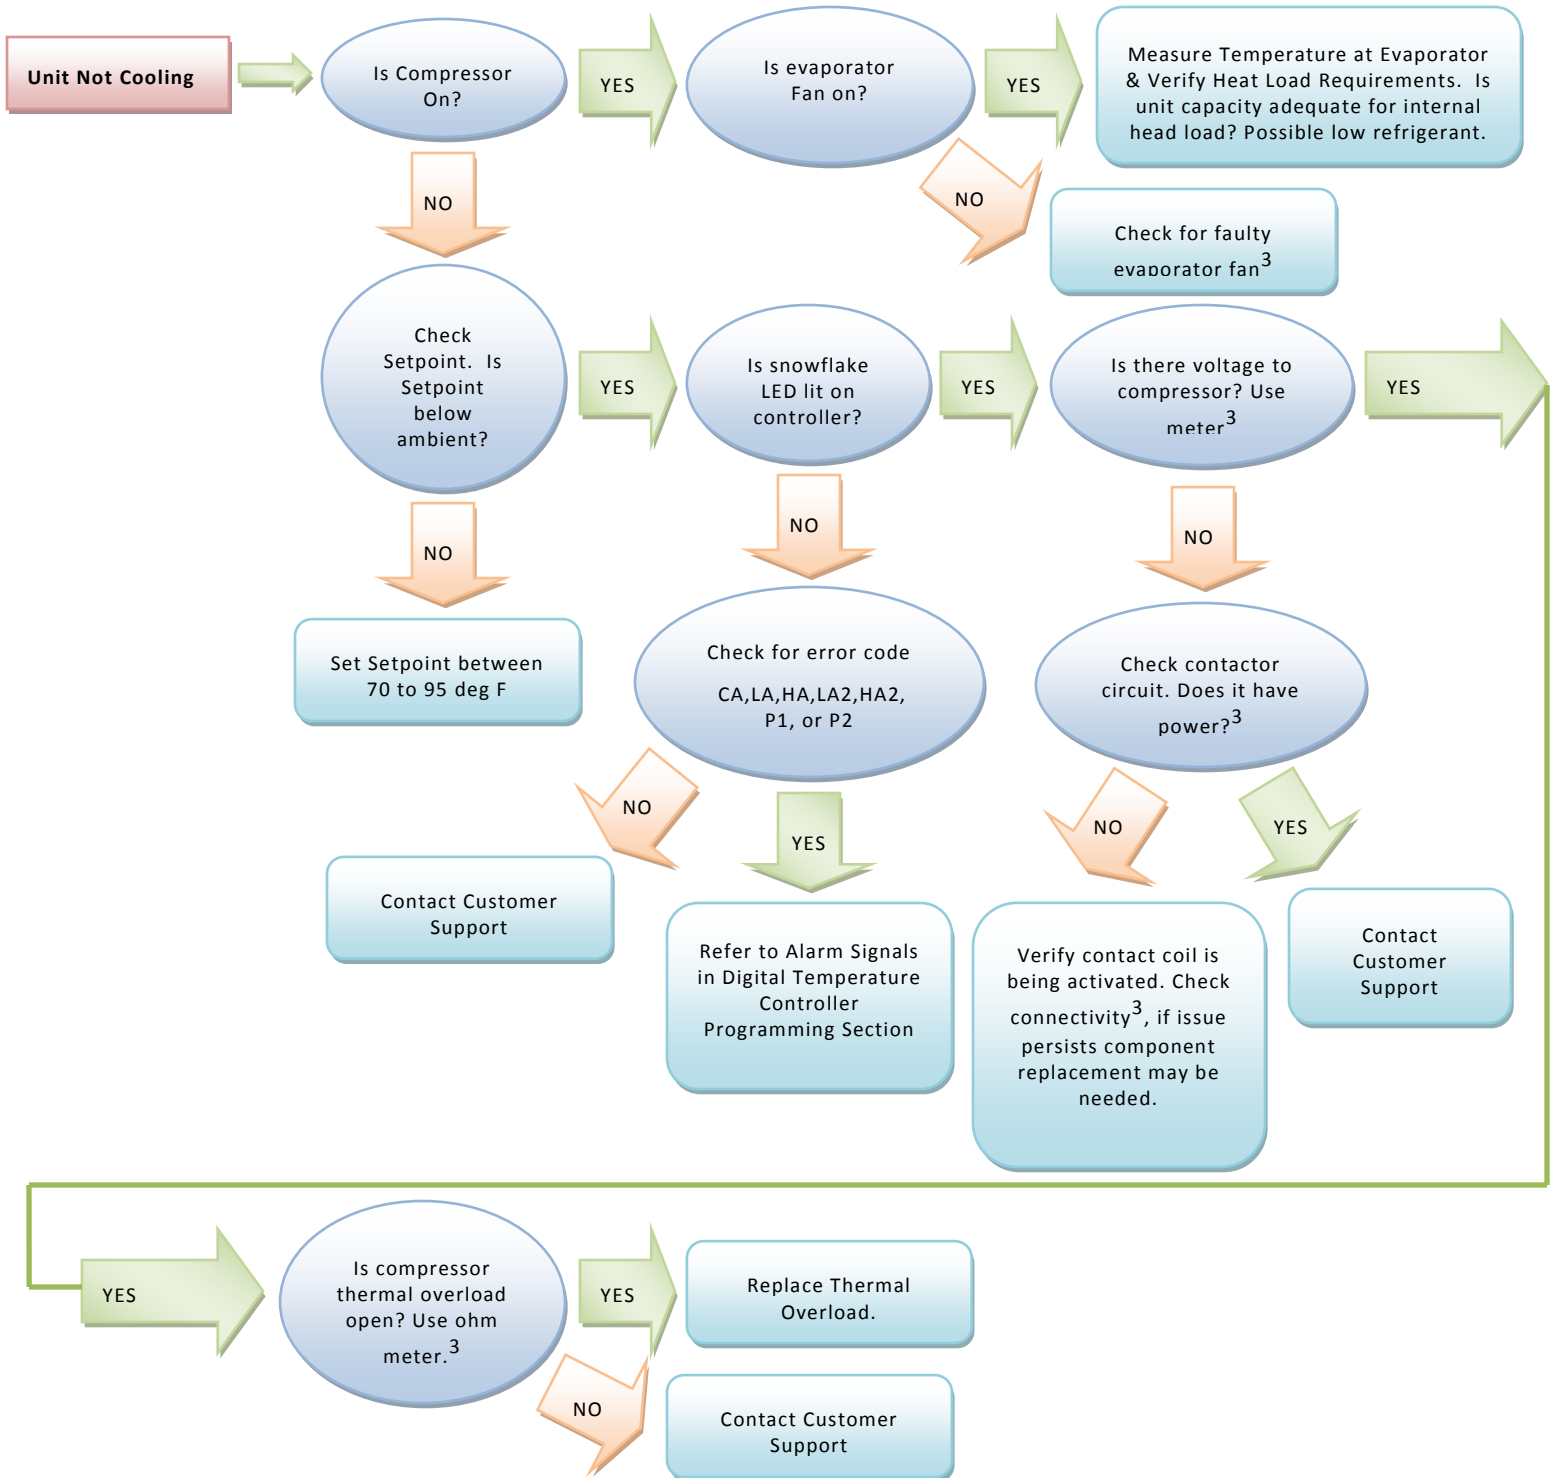 Unit Not Cooling
Is Compressor
On?
YES
Is evaporator
Fan on?
YES
Measure Temperature at Evaporator
& Verify Heat Load Requirements.  Is
unit capacity adequate for internal
head load? Possible low refrigerant.
NO
NO
Check for faulty
evaporator fan3
Check
Setpoint.  Is
Setpoint
below
ambient?
YES
Is snowflake
LED lit on
controller?
YES
Is there voltage to
compressor? Use
meter3
YES
NO
NO
NO
Set Setpoint between
70 to 95 deg F
Check for error code
CA,LA,HA,LA2,HA2,
P1, or P2
Check contactor
circuit. Does it have
power?3
NO
YES
NO
YES
Contact Customer
Support
Refer to Alarm Signals
in Digital Temperature
Controller
Programming Section
Verify contact coil is
being activated. Check
connectivity3, if issue
persists component
replacement may be
needed.
Contact
Customer
Support
YES
Is compressor
thermal overload
open? Use ohm
meter.3
YES
Replace Thermal
Overload.
NO
Contact Customer
Support